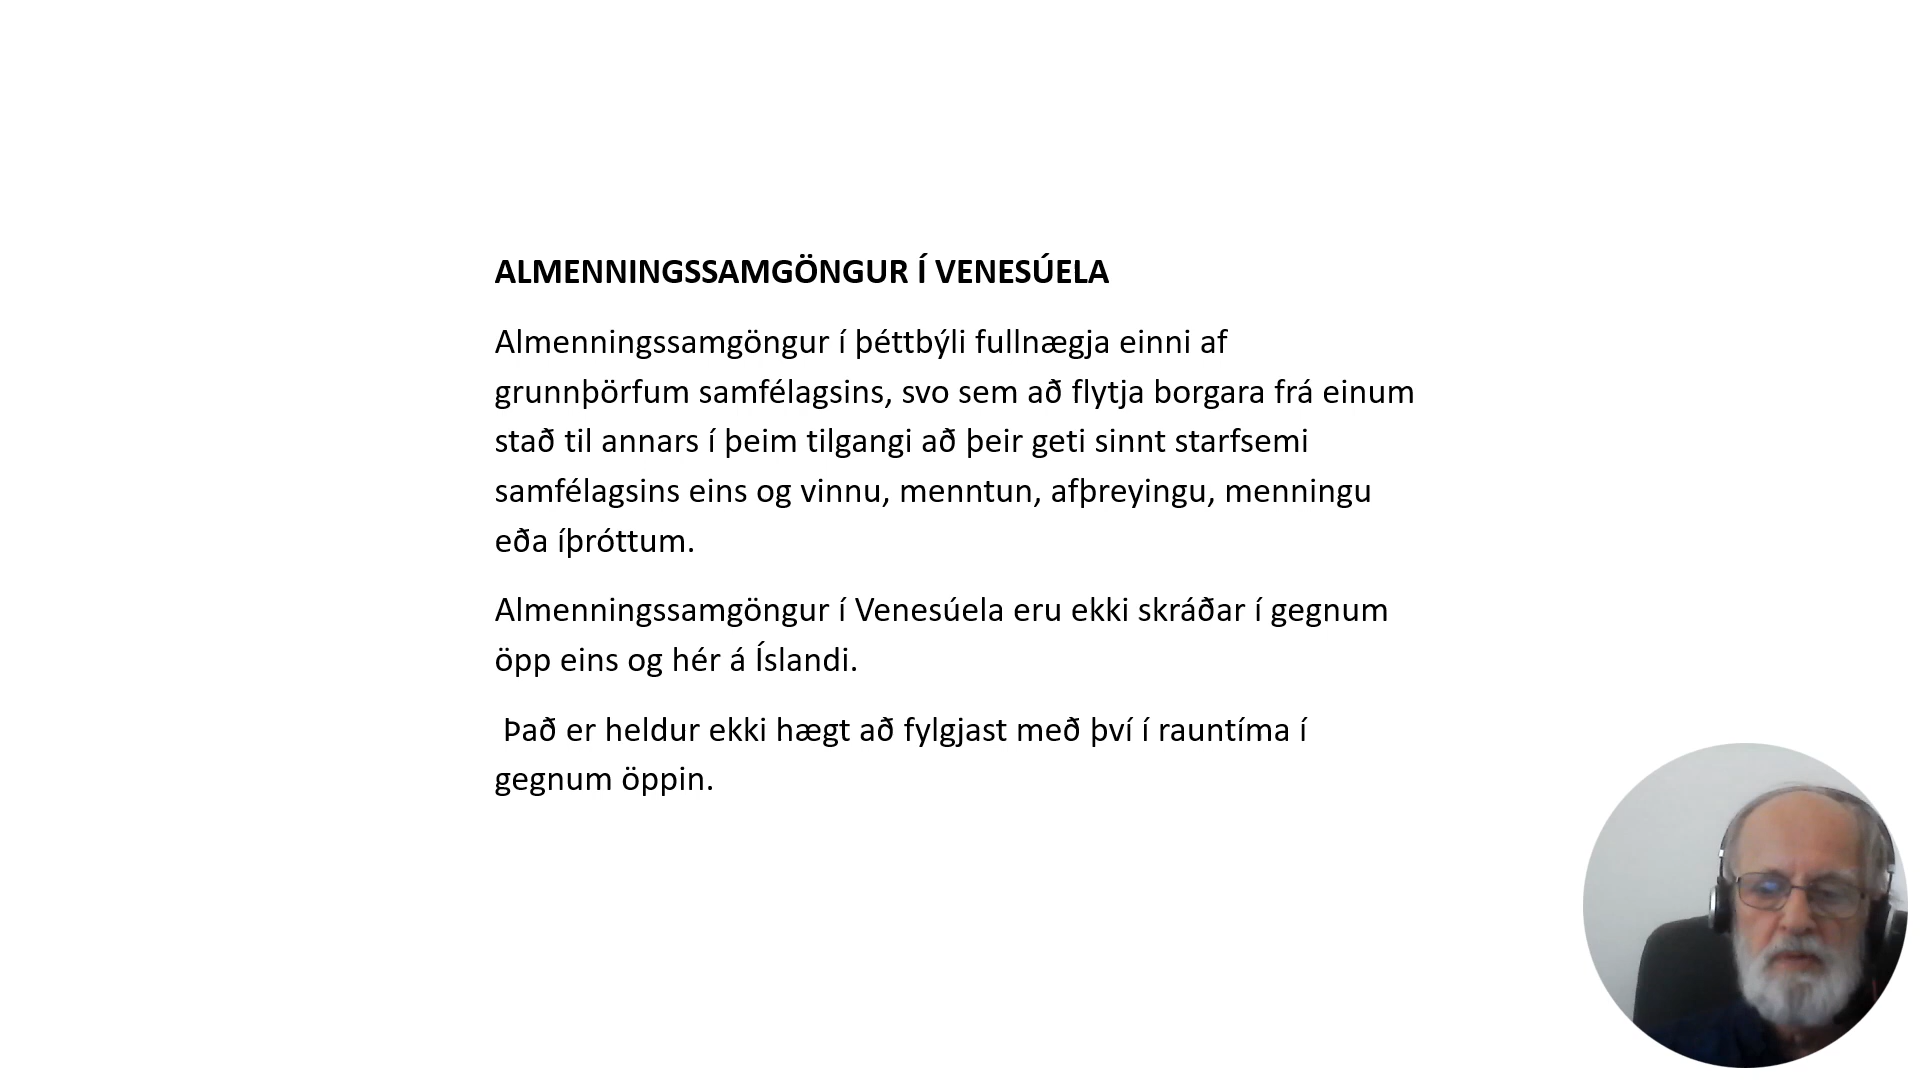 ALMENNINGSSAMGÖNGUR Í VENESÚELA
Almenningssamgöngur í þéttbýli fullnægja einni af
grunnþörfum samfélagsins, svo sem að flytja borgara frá einum
stað til annars í þeim tilgangi að þeir geti sinnt starfsemi
samfélagsins eins og vinnu, menntun, afþreyingu, menningu
eða íþróttum.
Almenningssamgöngur í Venesúela eru ekki skráðar í gegnum
öpp eins og hér á Íslandi.
Það er heldur ekki hægt að fylgjast með því í rauntíma í
gegnum öppin.